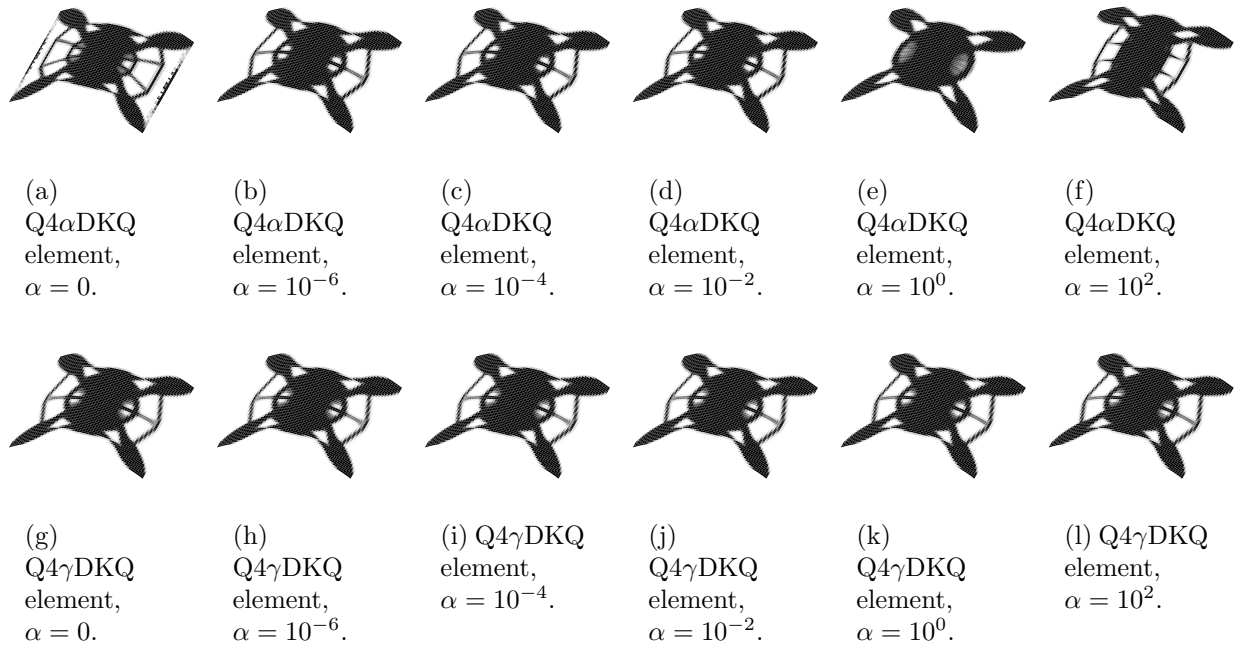 (a)
Q4αDKQ
element,
α = 0.
(b)
Q4αDKQ
element,
α = 10⁻⁶.
(c)
Q4αDKQ
element,
α = 10⁻⁴.
(d)
Q4αDKQ
element,
α = 10⁻².
(e)
Q4αDKQ
element,
α = 10⁰.
(f)
Q4αDKQ
element,
α = 10².
(g)
Q4γDKQ
element,
α = 0.
(h)
Q4γDKQ
element,
α = 10⁻⁶.
(i) Q4γDKQ
element,
α = 10⁻⁴.
(j)
Q4γDKQ
element,
α = 10⁻².
(k)
Q4γDKQ
element,
α = 10⁰.
(l) Q4γDKQ
element,
α = 10².